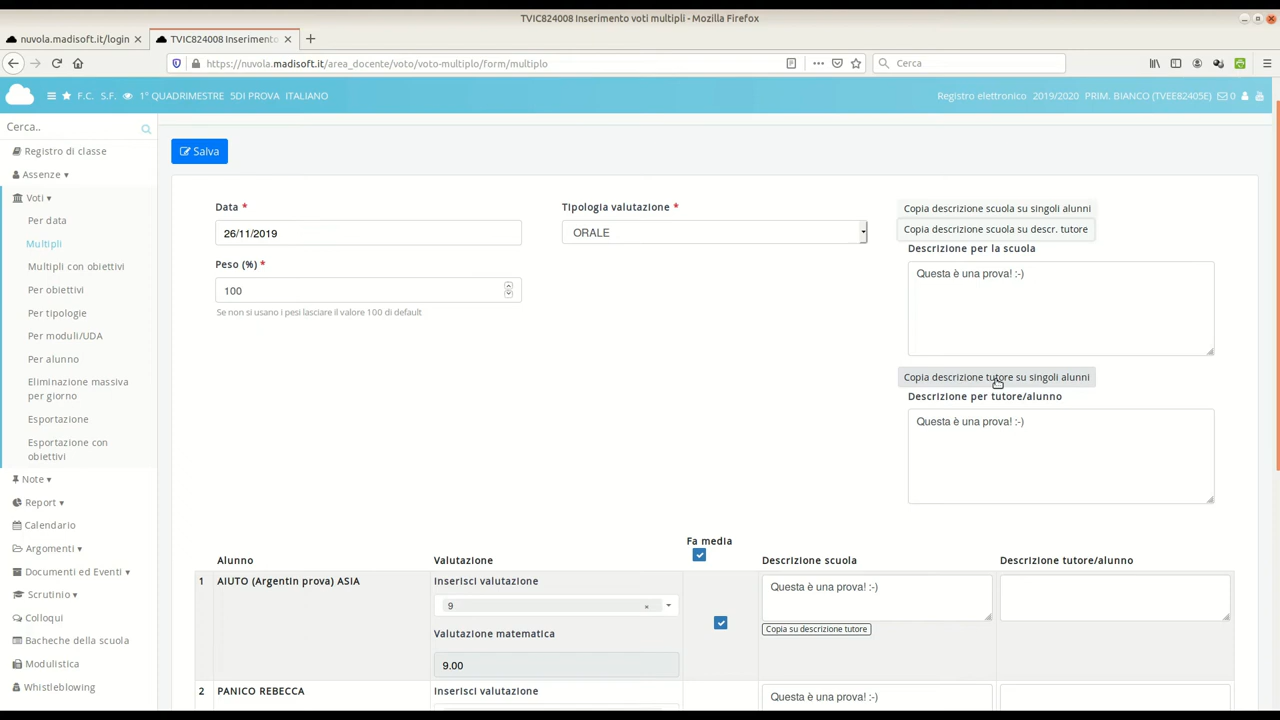 TVIC824008 Inserimento voti multipli - Mozilla Firefox
nuvola.madisoft.it/login
TVIC824008 Inserimento
https://nuvola.madisoft.it/area_docente/voto/voto-multiplo/form/multiplo
Cerca
F.C. S.F. 1° QUADRIMESTRE 5DI PROVA ITALIANO
Registro elettronico 2019/2020 PRIM. BIANCO (TVEE82405E) 0
Cerca..
Registro di classe
Assenze
Voti
Per data
Multipli
Multipli con obiettivi
Per obiettivi
Per tipologie
Per moduli/UDA
Per alunno
Eliminazione massiva
per giorno
Esportazione
Esportazione con
obiettivi
Note
Report
Calendario
Argomenti
Documenti ed Eventi
Scrutinio
Colloqui
Bacheche della scuola
Modulistica
Whistleblowing
Salva
Data *
26/11/2019
Peso (%) *
100
Se non si usano i pesi lasciare il valore 100 di default
Tipologia valutazione *
ORALE
Copia descrizione scuola su singoli alunni
Copia descrizione scuola su descr. tutore
Descrizione per la scuola
Questa è una prova! :-)
Copia descrizione tutore su singoli alunni
Descrizione per tutore/alunno
Questa è una prova! :-)
Alunno Valutazione Fa media Descrizione scuola Descrizione tutore/alunno
1 AIUTO (Argentin prova) ASIA
Inserisci valutazione
9 ×
Valutazione matematica
9.00
Questa è una prova! :-)
Copia su descrizione tutore
2 PANICO REBECCA
Inserisci valutazione
Questa è una prova! :-)